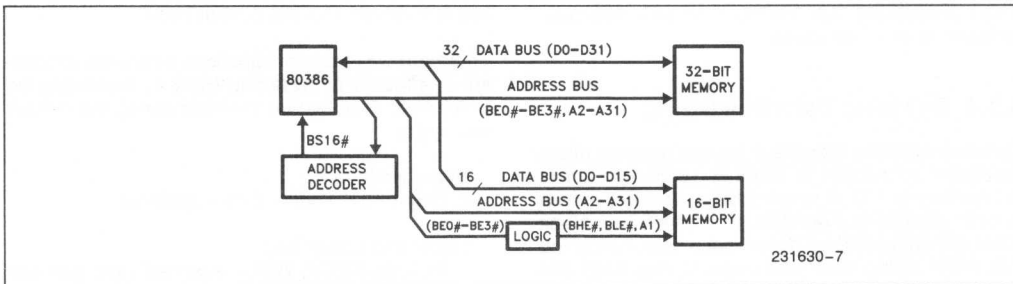 32 DATA BUS (D0-D31)
80386
32-BIT
MEMORY
ADDRESS BUS
(BE0#-BE3#, A2-A31)
BS16#
ADDRESS
DECODER
16 DATA BUS (D0-D15)
ADDRESS BUS (A2-A31)
16-BIT
MEMORY
(BE0#-BE3#)
LOGIC
(BHE#, BLE#, A1)
231630-7